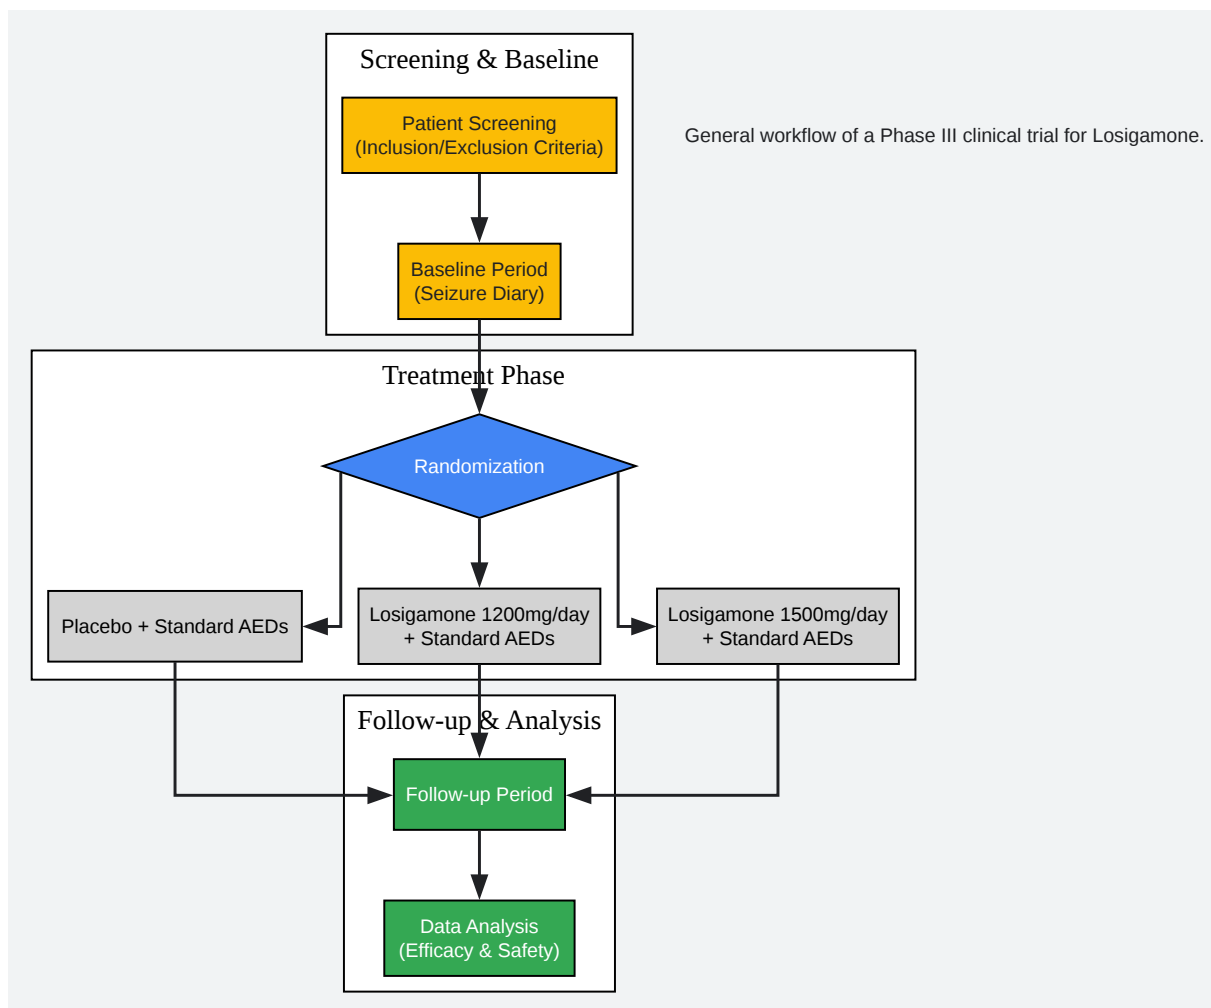 Screening & Baseline
Patient Screening
(Inclusion/Exclusion Criteria)
General workflow of a Phase III clinical trial for Losigamone.
Baseline Period
(Seizure Diary)
Treatment Phase
Randomization
Placebo + Standard AEDs
Losigamone 1200mg/day
+ Standard AEDs
Losigamone 1500mg/day
+ Standard AEDs
Follow-up & Analysis
Follow-up Period
Data Analysis
(Efficacy & Safety)